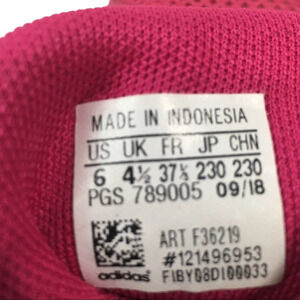 MADE IN INDONESIA
US UK FR JP CHN
6 4½ 37⅓ 230 230
PGS 789005 09/18
ART F36219
#121496953
adidas FIBY08DI00033